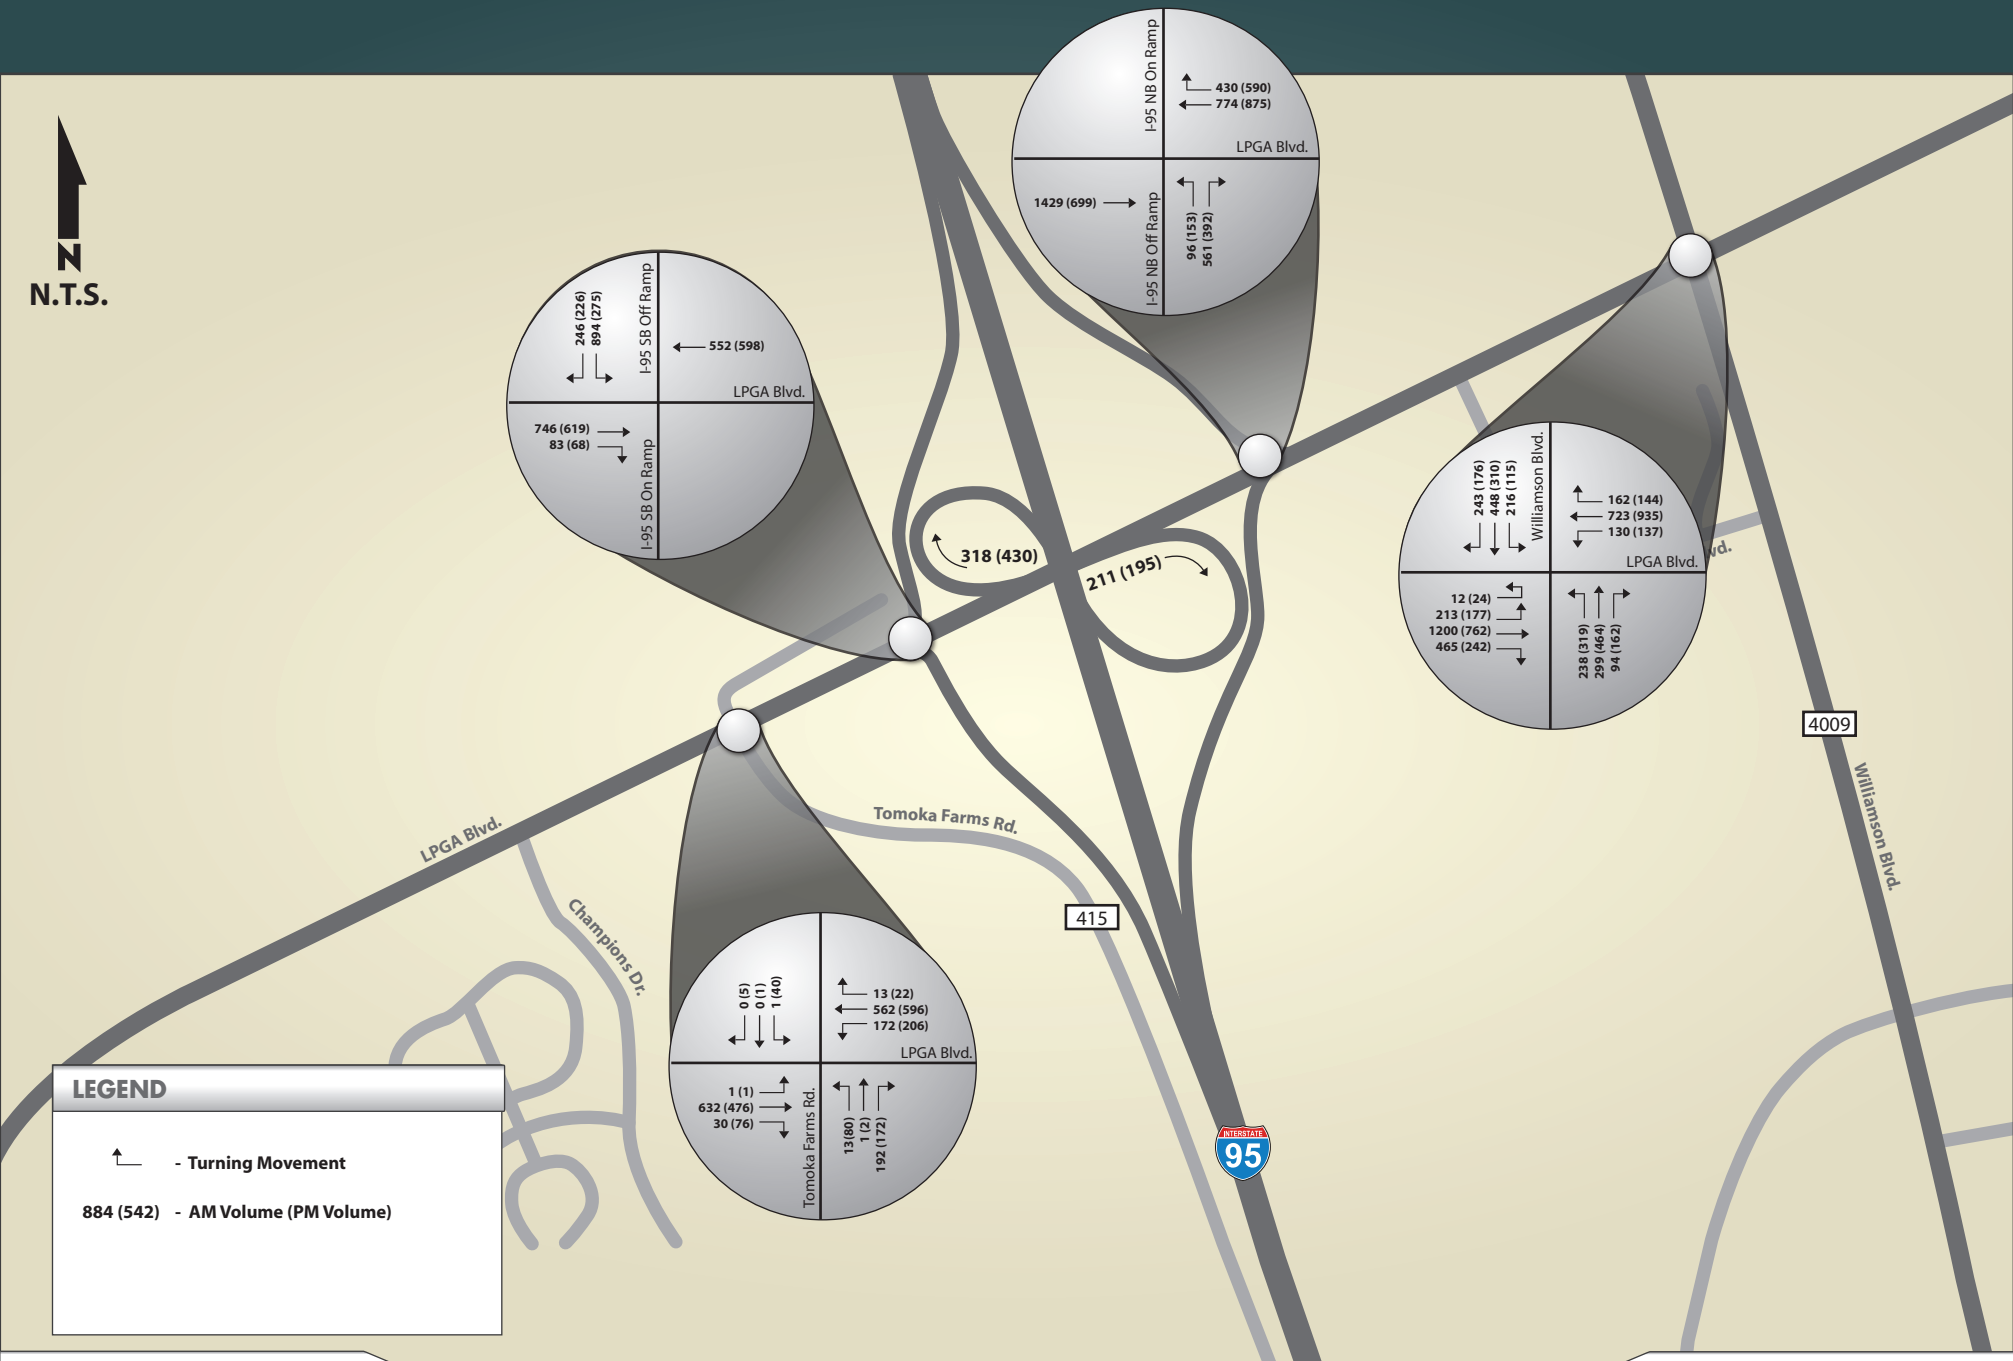 I-95 NB On Ramp
430 (590)
774 (875)
LPGA Blvd.
1429 (699)
I-95 NB Off Ramp
96 (153)
561 (392)
N
N.T.S.
246 (226)
894 (275)
I-95 SB Off Ramp
552 (598)
LPGA Blvd.
746 (619)
83 (68)
I-95 SB On Ramp
243 (176)
448 (310)
216 (115)
Williamson Blvd.
162 (144)
723 (935)
130 (137)
LPGA Blvd.
12 (24)
213 (177)
1200 (762)
465 (242)
238 (319)
299 (464)
94 (162)
vd.
318 (430)
211 (195)
4009
Williamson Blvd.
LPGA Blvd.
Tomoka Farms Rd.
415
Champions Dr.
0 (5)
0 (1)
1 (40)
13 (22)
562 (596)
172 (206)
LPGA Blvd.
1 (1)
632 (476)
30 (76)
Tomoka Farms Rd.
13(80)
1 (2)
192 (172)
INTERSTATE
95
LEGEND
- Turning Movement
884 (542) - AM Volume (PM Volume)